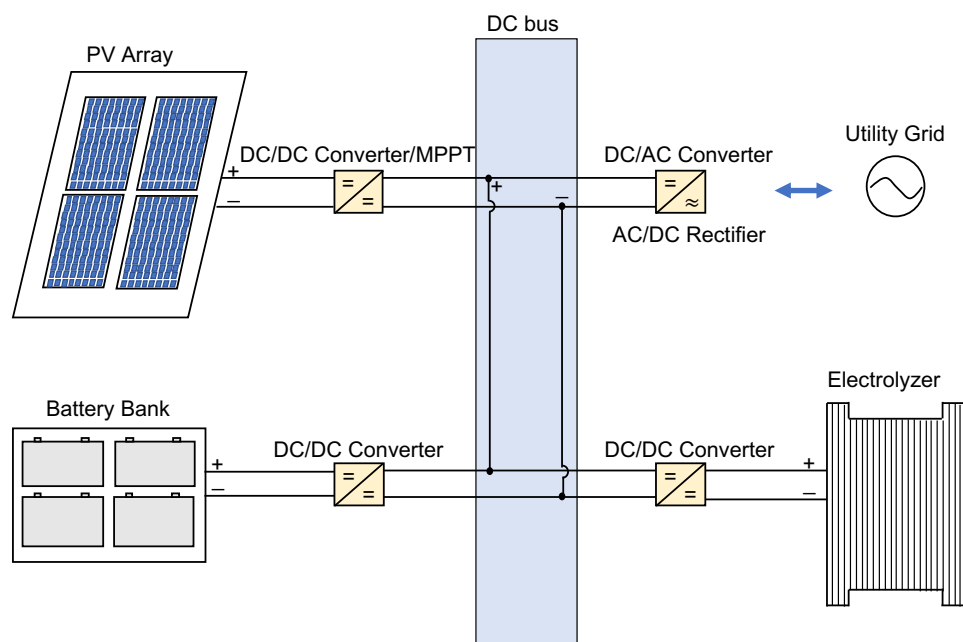 DC bus
PV Array
DC/DC Converter/MPPT
DC/AC Converter
Utility Grid
+
+
–
–
=
=
=
≈
AC/DC Rectifier
Electrolyzer
Battery Bank
DC/DC Converter
DC/DC Converter
+
+
–
–
=
=
=
=